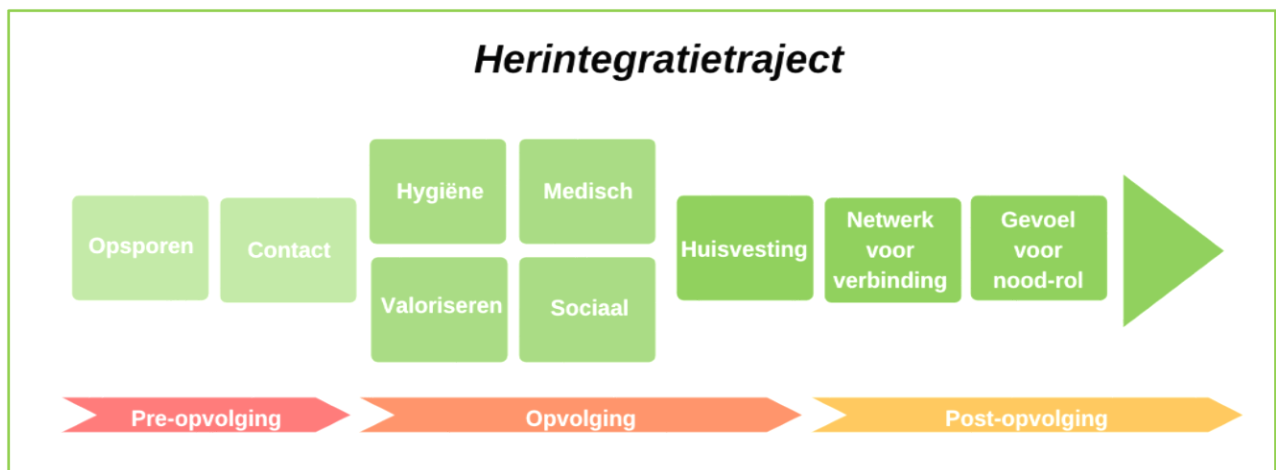 Herintegratietraject
Opsporen
Contact
Hygiëne
Medisch
Valoriseren
Sociaal
Huisvesting
Netwerk
voor
verbinding
Gevoel
voor
nood-rol
Pre-opvolging
Opvolging
Post-opvolging